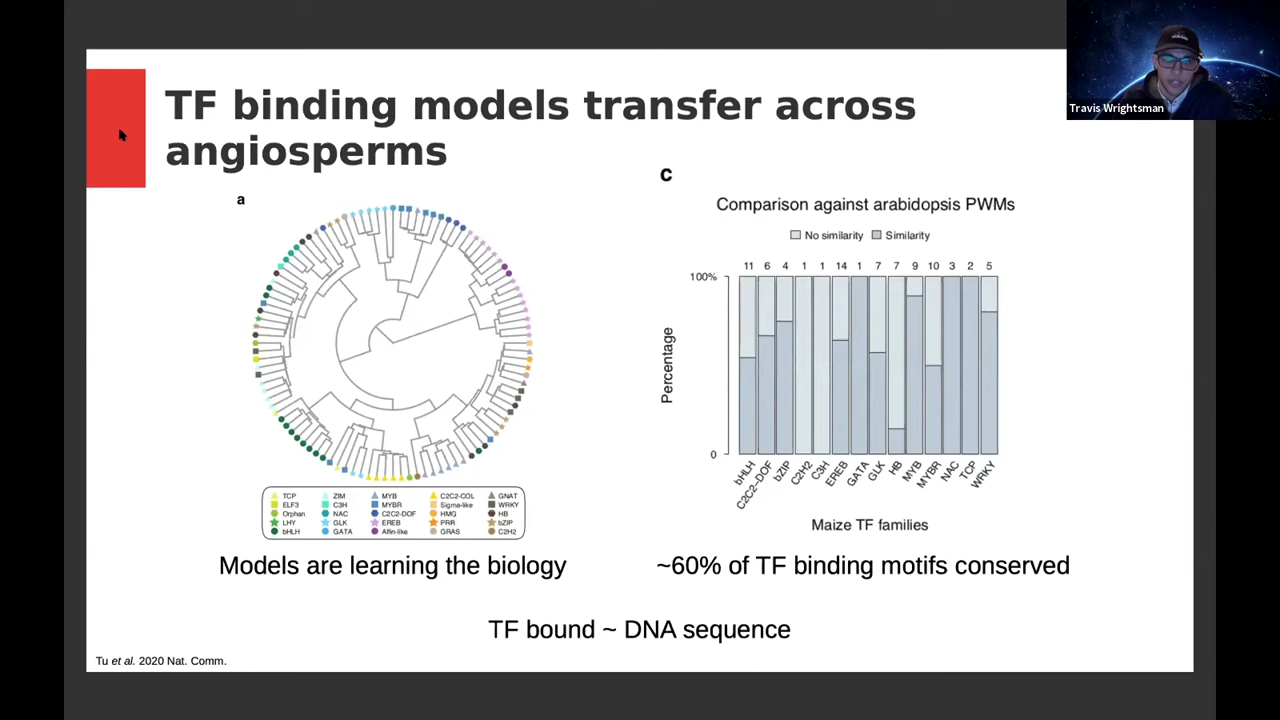 TF binding models transfer across
angiosperms
Travis Wrightsman
a
TCP ZIM MYB C2C2-COL GNAT
ELF3 C3H MYBR Sigma-like WRKY
Orphan NAC C2C2-DOF HMG HB
LHY GLK EREB PRR bZIP
bHLH GATA Alfin-like GRAS C2H2
Models are learning the biology
c
Comparison against arabidopsis PWMs
No similarity Similarity
11 6 4 1 1 14 1 7 7 9 10 3 2 5
100%
Percentage
0
bHLH C2C2-DOF bZIP C2H2 C3H EREB GATA GLK HB MYB MYBR NAC TCP WRKY
Maize TF families
~60% of TF binding motifs conserved
TF bound ~ DNA sequence
Tu et al. 2020 Nat. Comm.